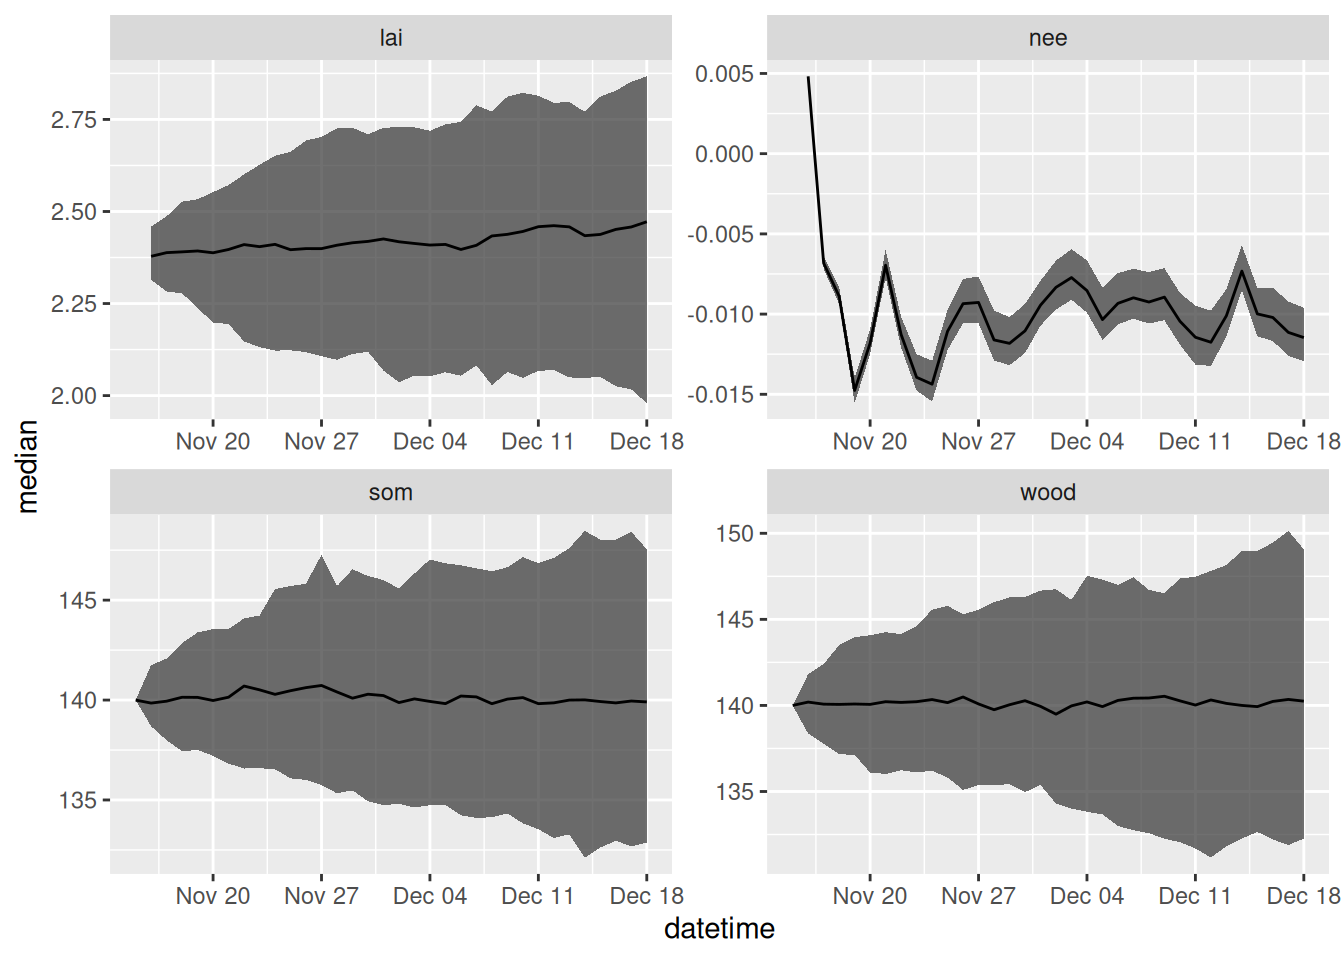 lai
nee
2.75
2.50
2.25
2.00
0.005
0.000
-0.005
-0.010
-0.015
Nov 20 Nov 27 Dec 04 Dec 11 Dec 18
Nov 20 Nov 27 Dec 04 Dec 11 Dec 18
median
som
wood
145
140
135
150
145
140
135
Nov 20 Nov 27 Dec 04 Dec 11 Dec 18
Nov 20 Nov 27 Dec 04 Dec 11 Dec 18
datetime